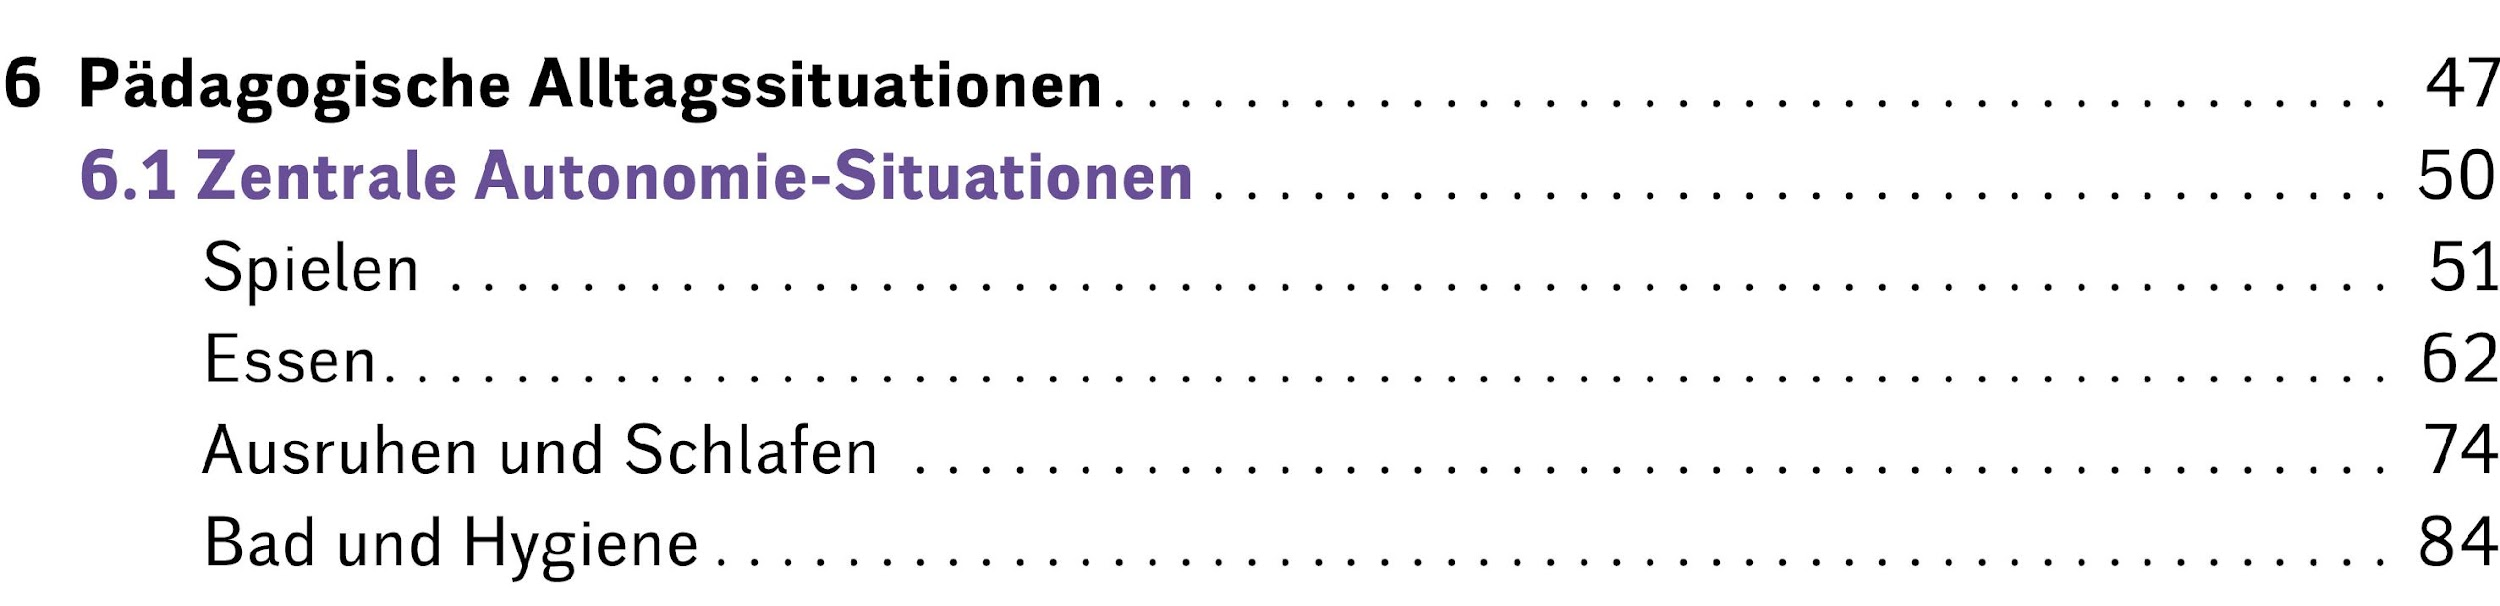 6 Pädagogische Alltagssituationen . . . . . . . . . . . . . . . . . . . . . . . . . . . . . . . . . . . . . . . 47
6.1 Zentrale Autonomie-Situationen . . . . . . . . . . . . . . . . . . . . . . . . . . . . . . . . . . . . 50
Spielen . . . . . . . . . . . . . . . . . . . . . . . . . . . . . . . . . . . . . . . . . . . . . . . . . . . . . . . . . . . 51
Essen . . . . . . . . . . . . . . . . . . . . . . . . . . . . . . . . . . . . . . . . . . . . . . . . . . . . . . . . . . . . . 62
Ausruhen und Schlafen . . . . . . . . . . . . . . . . . . . . . . . . . . . . . . . . . . . . . . . . . . . . . 74
Bad und Hygiene . . . . . . . . . . . . . . . . . . . . . . . . . . . . . . . . . . . . . . . . . . . . . . . . . . . 84